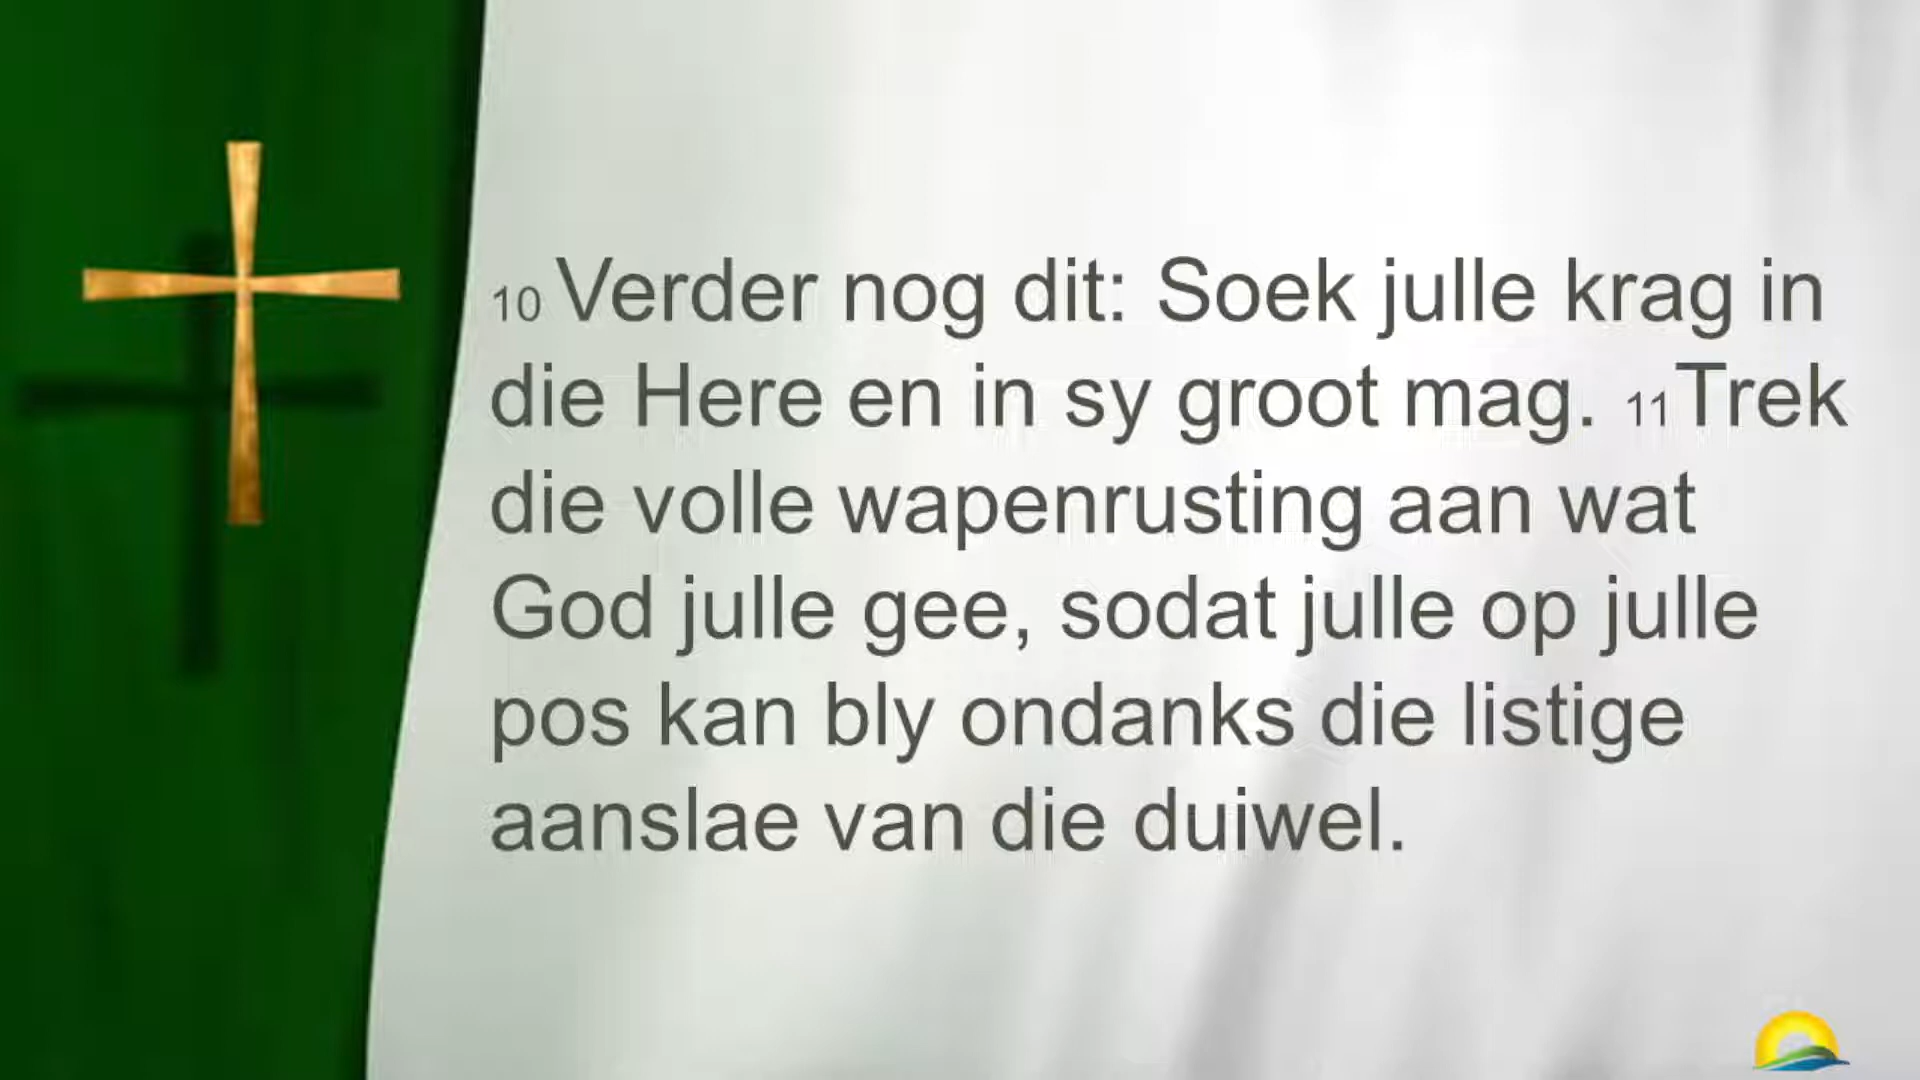 10 Verder nog dit: Soek julle krag in
die Here en in sy groot mag. 11 Trek
die volle wapenrusting aan wat
God julle gee, sodat julle op julle
pos kan bly ondanks die listige
aanslae van die duiwel.